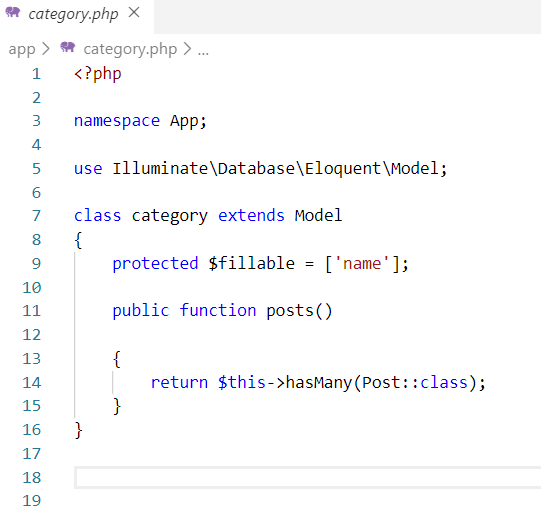 category.php ×
app > category.php > ...
1 <?php
2
3 namespace App;
4
5 use Illuminate\Database\Eloquent\Model;
6
7 class category extends Model
8 {
9     protected $fillable = ['name'];
10
11     public function posts()
12
13     {
14         return $this->hasMany(Post::class);
15     }
16 }
17
18
19